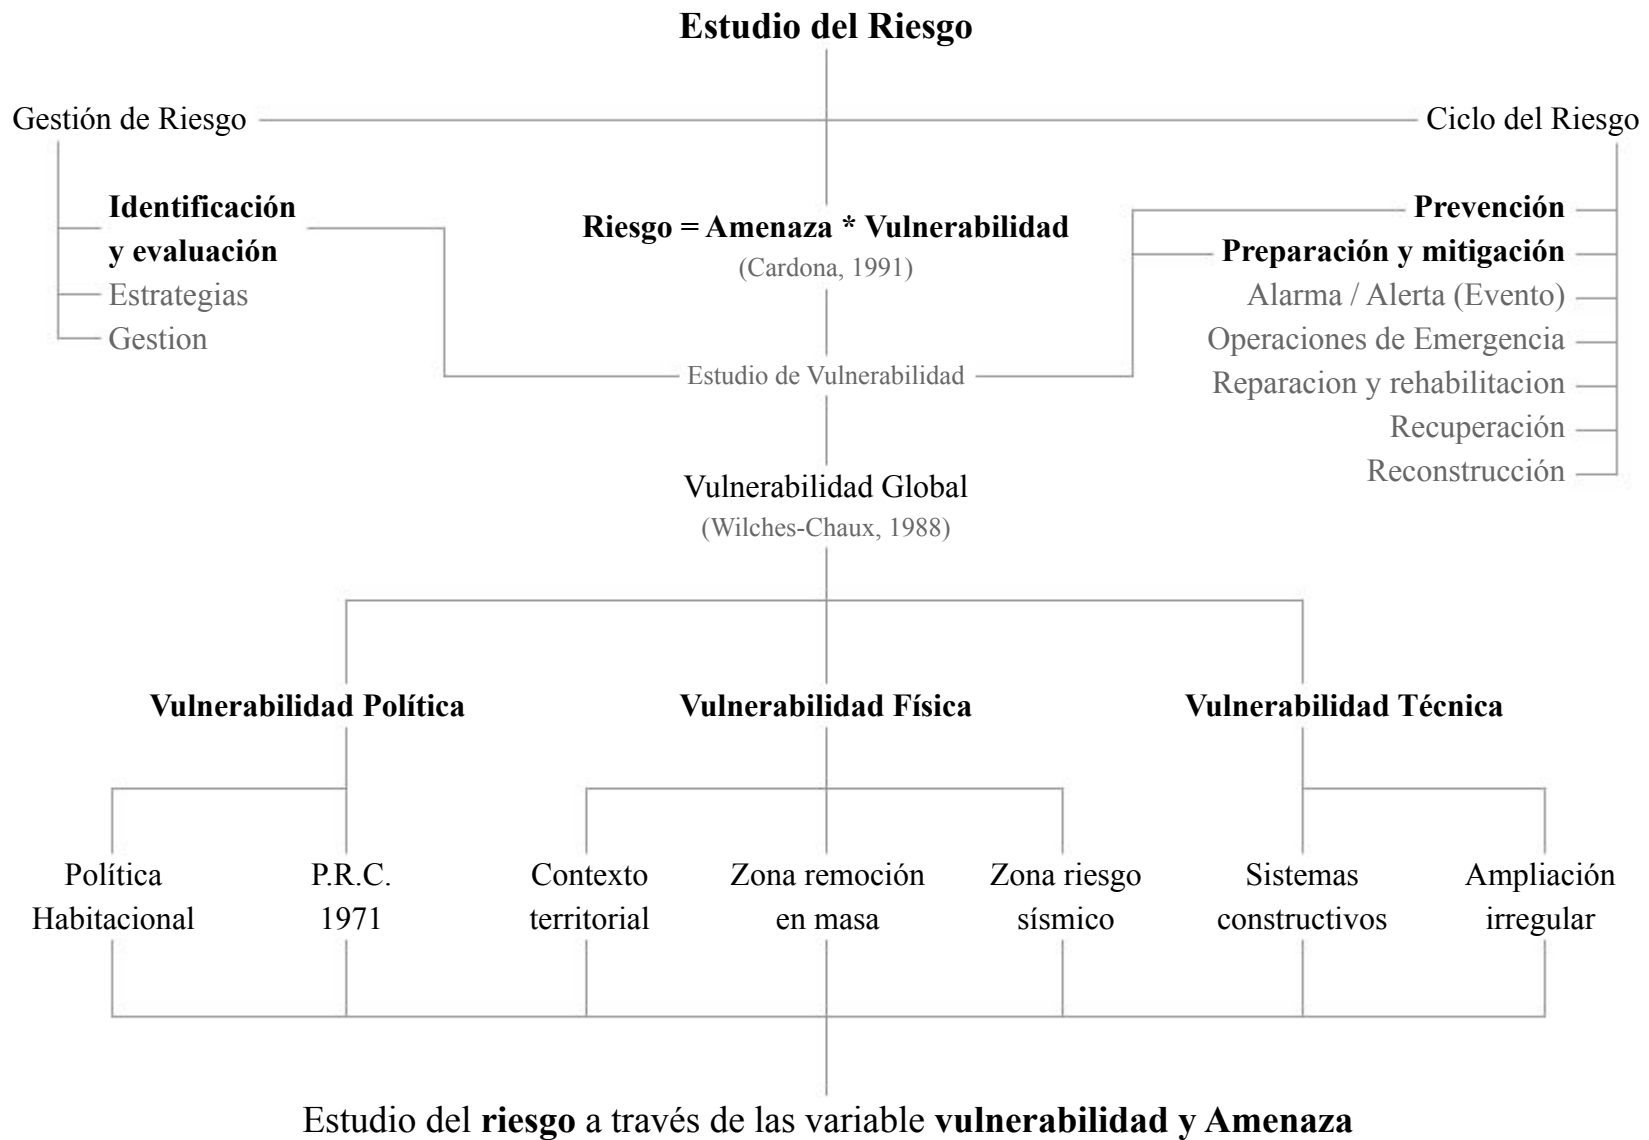 Estudio del Riesgo
Gestión de Riesgo
Ciclo del Riesgo
Identificación
y evaluación
Estrategias
Gestion
Riesgo = Amenaza * Vulnerabilidad
(Cardona, 1991)
Prevención
Preparación y mitigación
Alarma / Alerta (Evento)
Operaciones de Emergencia
Reparacion y rehabilitacion
Recuperación
Reconstrucción
Estudio de Vulnerabilidad
Vulnerabilidad Global
(Wilches-Chaux, 1988)
Vulnerabilidad Política
Vulnerabilidad Física
Vulnerabilidad Técnica
Política
Habitacional
P.R.C.
1971
Contexto
territorial
Zona remoción
en masa
Zona riesgo
sísmico
Sistemas
constructivos
Ampliación
irregular
Estudio del riesgo a través de las variable vulnerabilidad y Amenaza